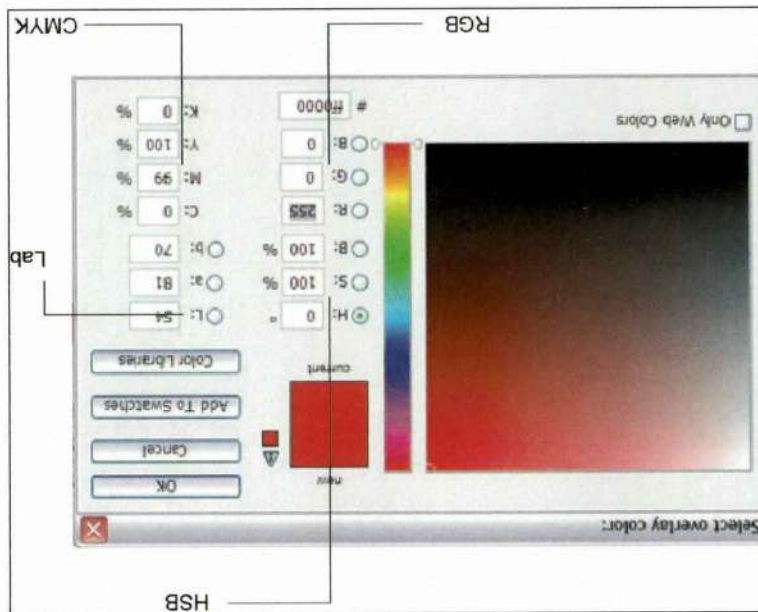 HSB
Select overlay color:
new
current
OK
Cancel
Add To Swatches
Color Libraries
H: 0 °
S: 100 %
B: 100 %
R: 255
G: 0
B: 0
# ff0000
L: 54
a: 81
b: 70
C: 0 %
M: 99 %
Y: 100 %
K: 0 %
Only Web Colors
Lab
RGB
CMYK